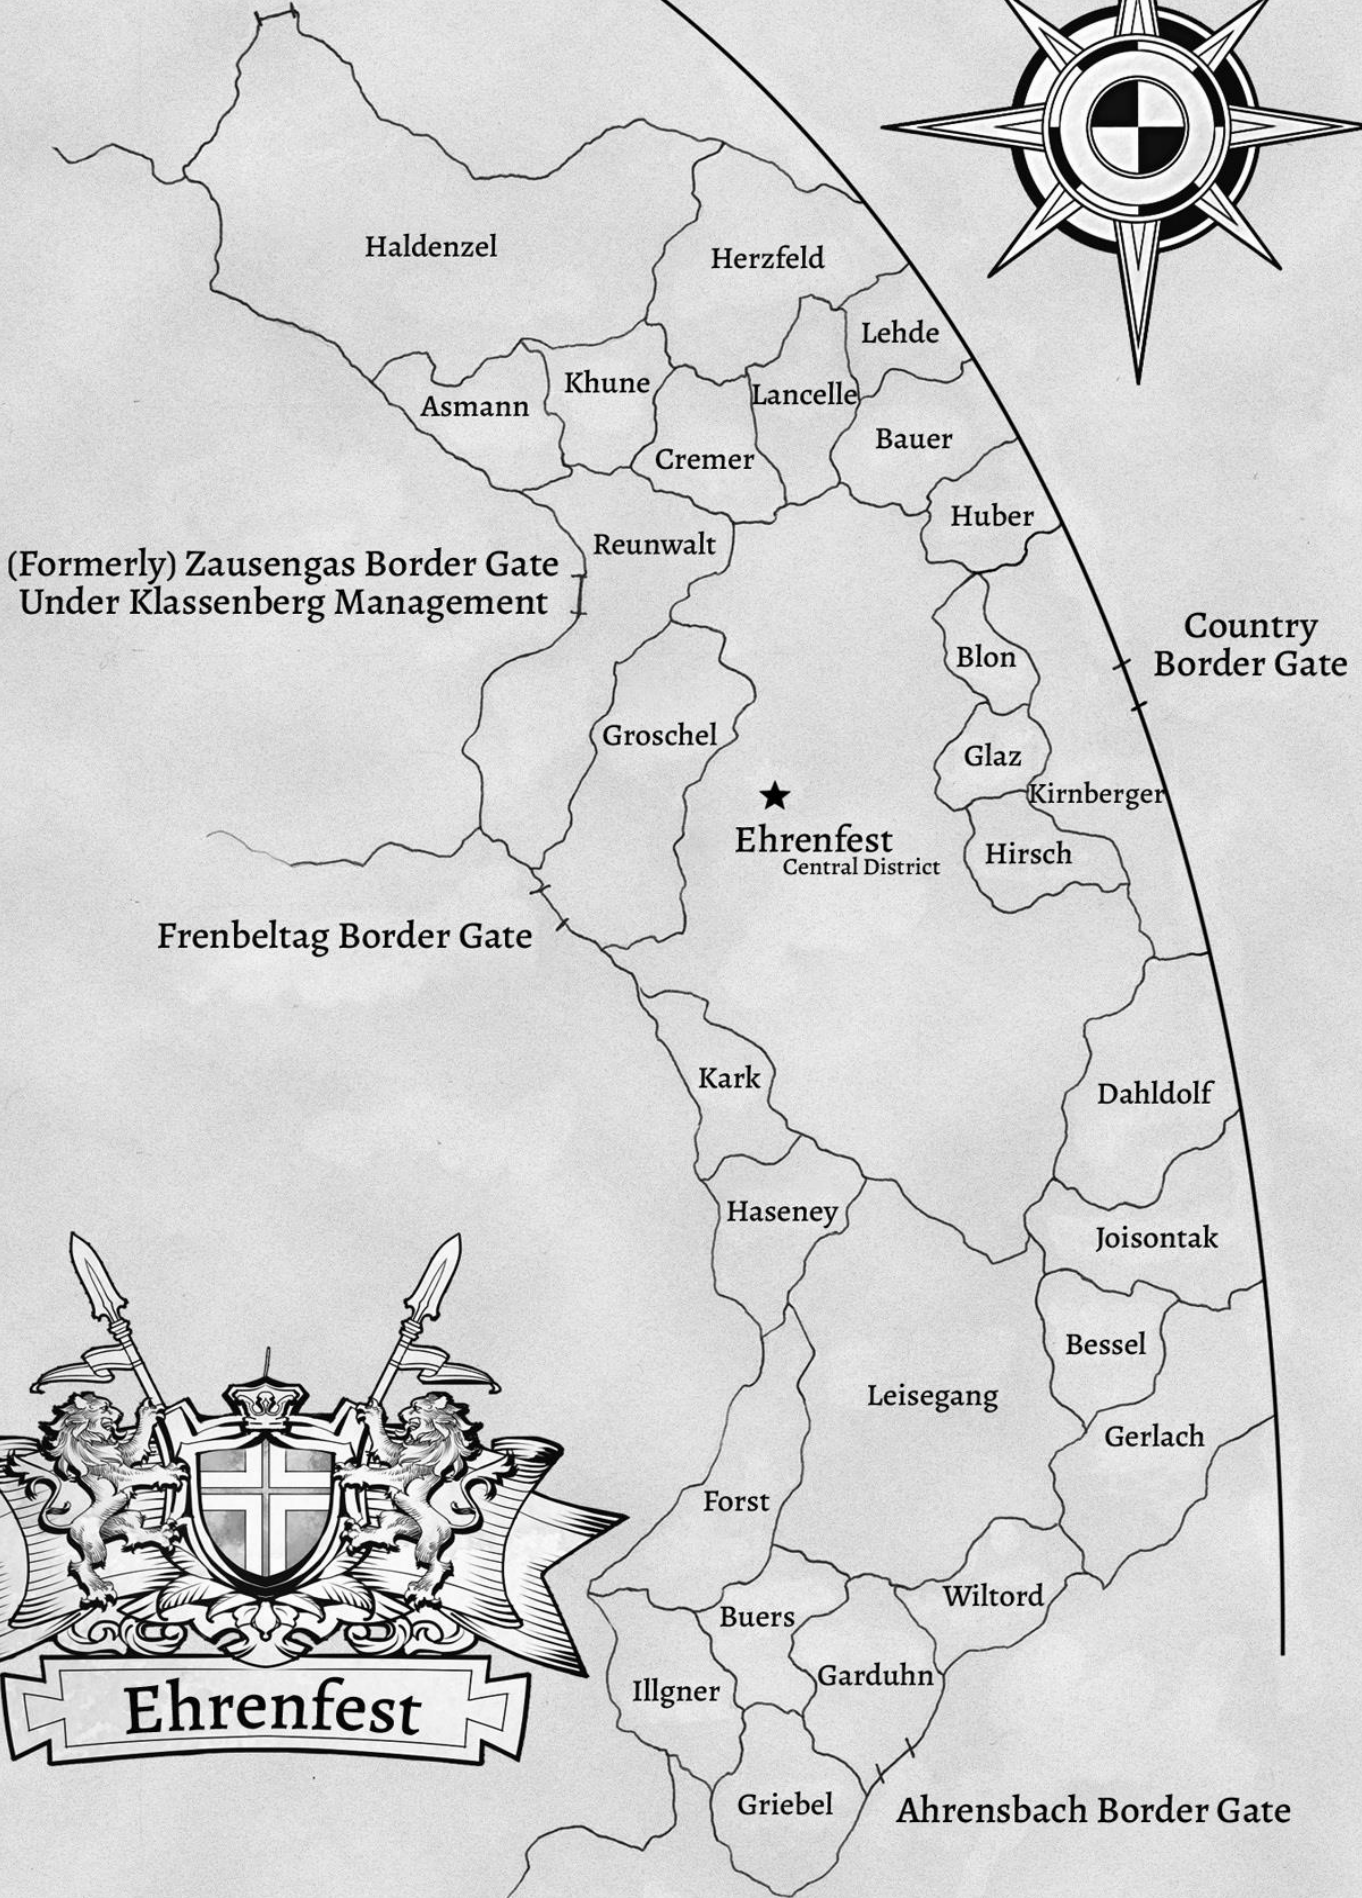 Haldenzel
Herzfeld
Lehde
Khune
Lancelle
Asmann
Bauer
Cremer
Huber
Reunwalt
(Formerly) Zausengas Border Gate
Under Klassenberg Management
Country
Border Gate
Blon
Groschel
Glaz
Kirnberger
Ehrenfest
Central District
Hirsch
Frenbeltag Border Gate
Kark
Dahldolf
Haseney
Joisontak
Bessel
Leisegang
Gerlach
Forst
Wiltord
Buers
Garduhn
Illgner
Ehrenfest
Griebel
Ahrensbach Border Gate